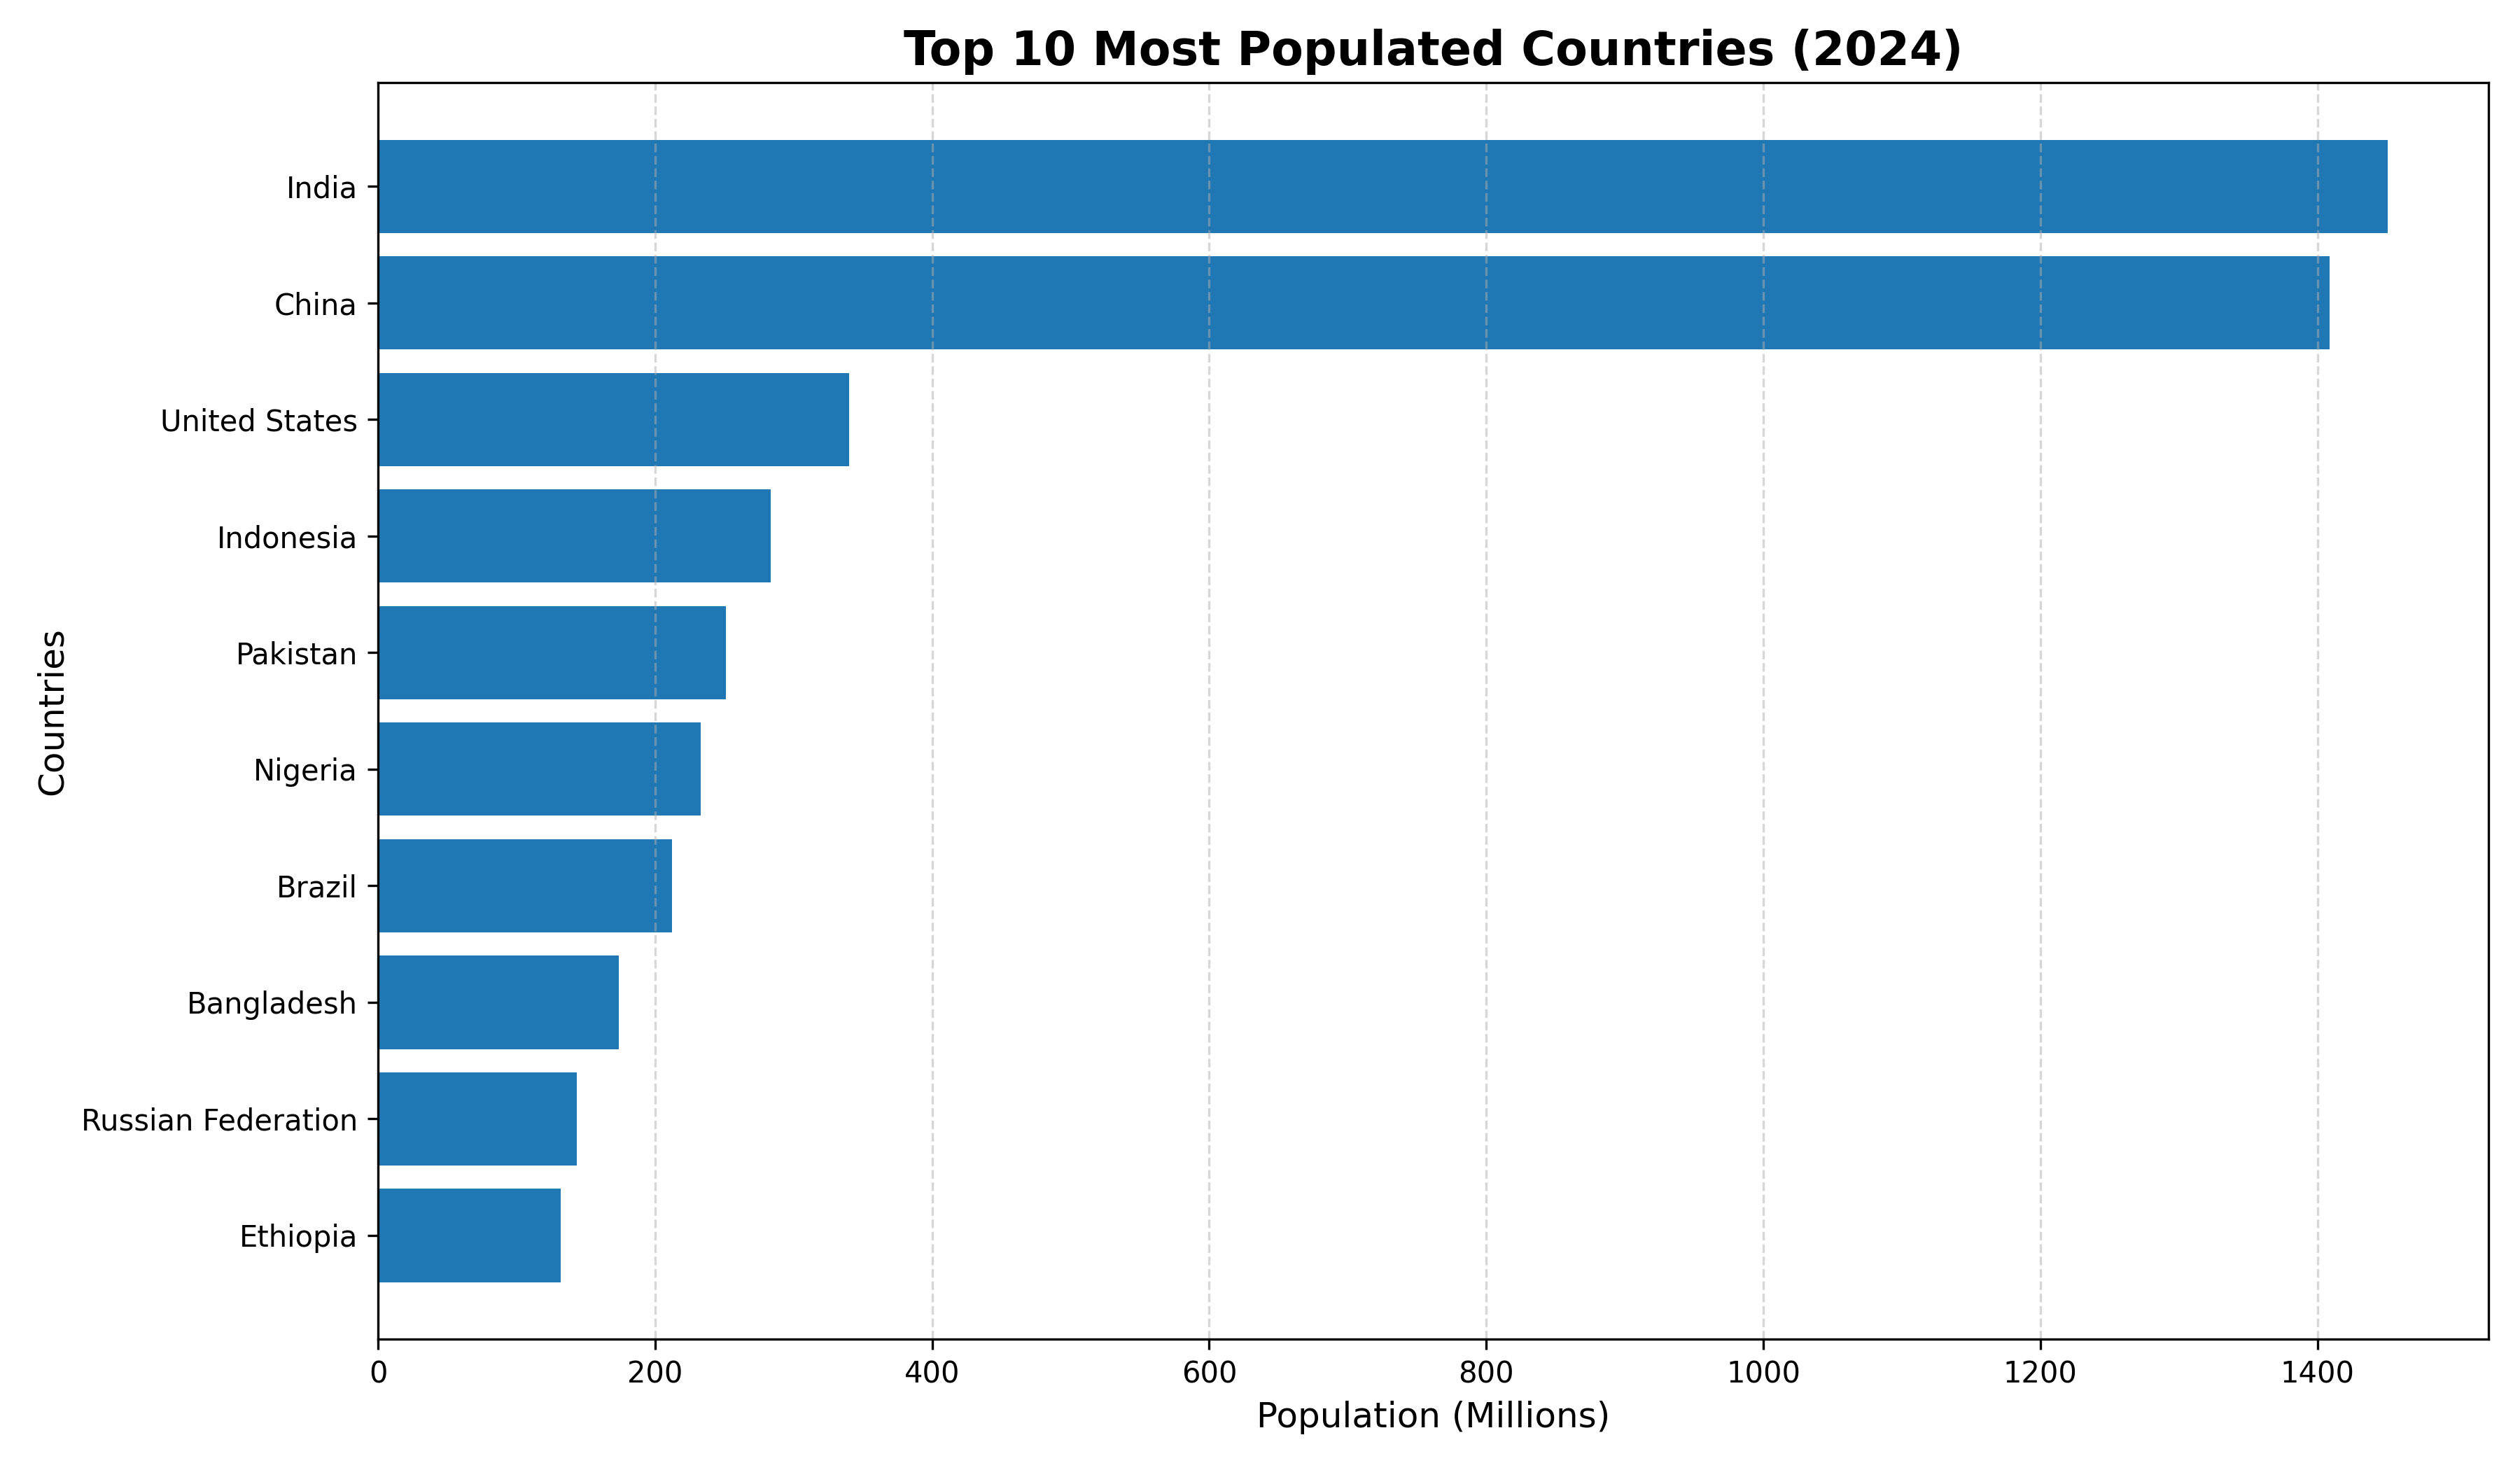 Top 10 Most Populated Countries (2024)
India
China
United States
Indonesia
Pakistan
Nigeria
Brazil
Bangladesh
Russian Federation
Ethiopia
Countries
0 200 400 600 800 1000 1200 1400
Population (Millions)